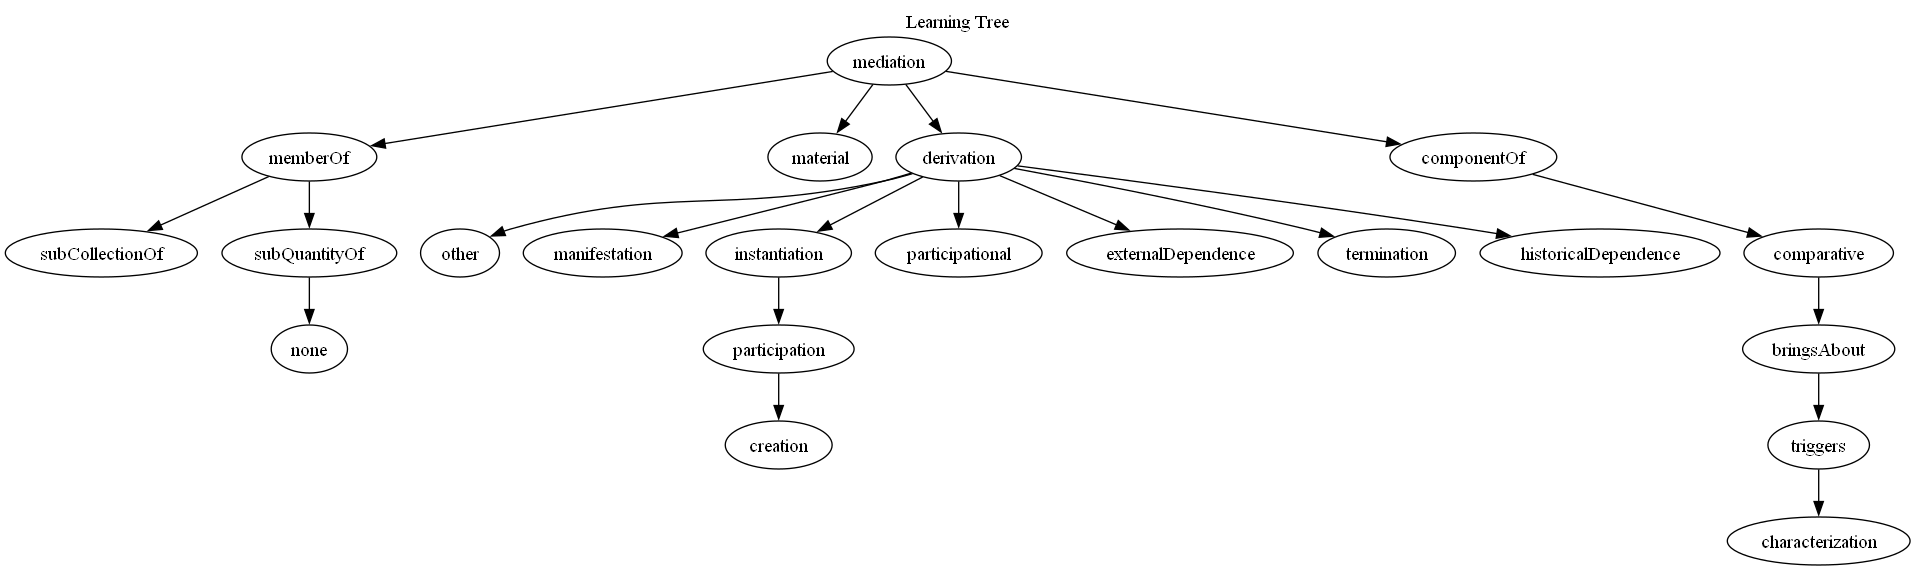 Learning Tree
mediation
memberOf
material
derivation
componentOf
subCollectionOf
subQuantityOf
other
manifestation
instantiation
participational
externalDependence
termination
historicalDependence
comparative
none
participation
bringsAbout
creation
triggers
characterization